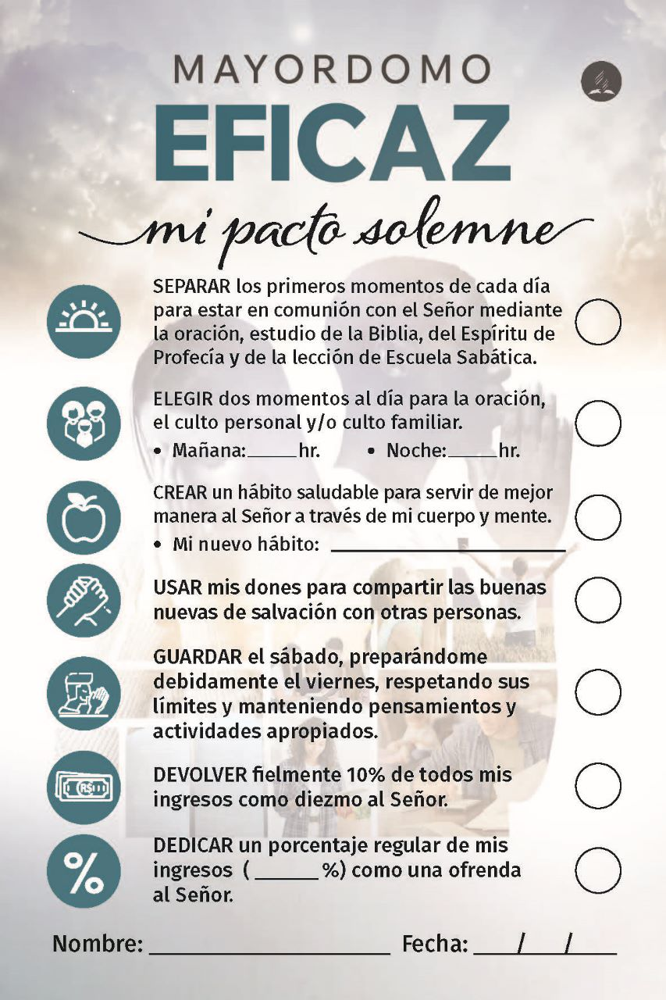 MAYORDOMO
EFICAZ
mi pacto solemne
SEPARAR los primeros momentos de cada día
para estar en comunión con el Señor mediante
la oración, estudio de la Biblia, del Espíritu de
Profecía y de la lección de Escuela Sabática.
ELEGIR dos momentos al día para la oración,
el culto personal y/o culto familiar.
• Mañana:_____hr. • Noche:_____hr.
CREAR un hábito saludable para servir de mejor
manera al Señor a través de mi cuerpo y mente.
• Mi nuevo hábito: ____________________
USAR mis dones para compartir las buenas
nuevas de salvación con otras personas.
GUARDAR el sábado, preparándome
debidamente el viernes, respetando sus
límites y manteniendo pensamientos y
actividades apropiados.
R$
DEVOLVER fielmente 10% de todos mis
ingresos como diezmo al Señor.
%
DEDICAR un porcentaje regular de mis
ingresos ( ______%) como una ofrenda
al Señor.
Nombre: ____________________ Fecha: ____/____/____